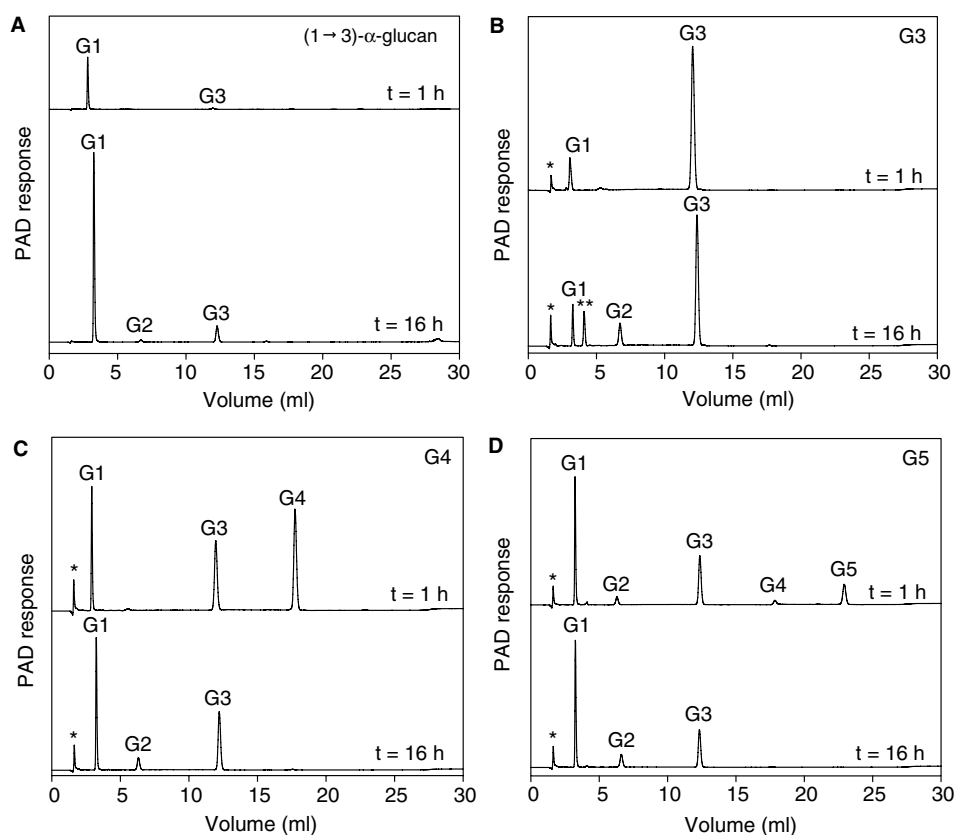 A
(1→3)-α-glucan
G1
G3
t = 1 h
G1
G2
G3
t = 16 h
PAD response
0 5 10 15 20 25 30
Volume (ml)
B
G3
G3
*
G1
t = 1 h
G3
*
G1
**
G2
t = 16 h
PAD response
0 5 10 15 20 25 30
Volume (ml)
C
G4
G1
G4
G3
*
t = 1 h
G1
G3
*
G2
t = 16 h
PAD response
0 5 10 15 20 25 30
Volume (ml)
D
G5
G1
G3
*
G2
G4
G5
t = 1 h
G1
G3
*
G2
t = 16 h
PAD response
0 5 10 15 20 25 30
Volume (ml)